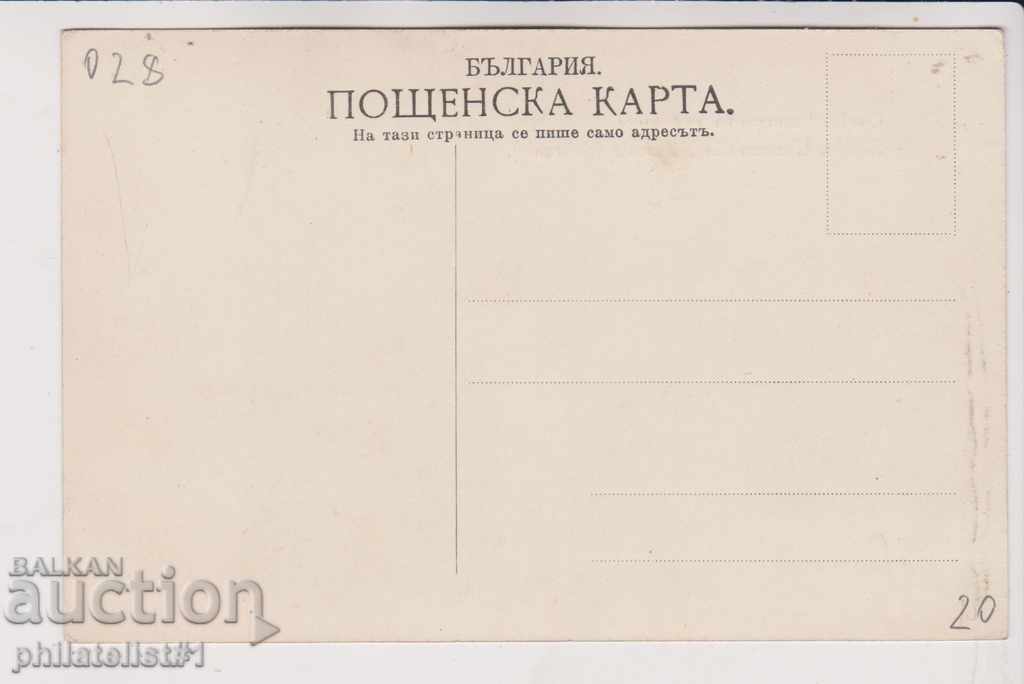 028
БЪЛГАРИЯ.
ПОЩЕНСКА КАРТА.
На тази страница се пише само адресътъ.
20
BALKAN
auction
philatelist#1